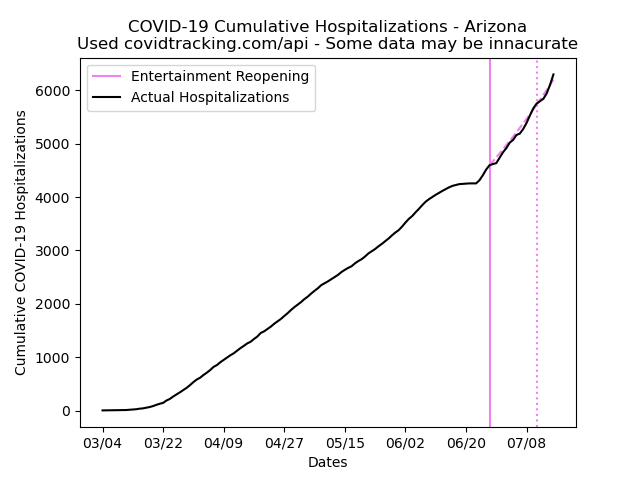 COVID-19 Cumulative Hospitalizations - Arizona
Used covidtracking.com/api - Some data may be innacurate
Entertainment Reopening
Actual Hospitalizations
Cumulative COVID-19 Hospitalizations
6000
5000
4000
3000
2000
1000
0
03/04 03/22 04/09 04/27 05/15 06/02 06/20 07/08
Dates